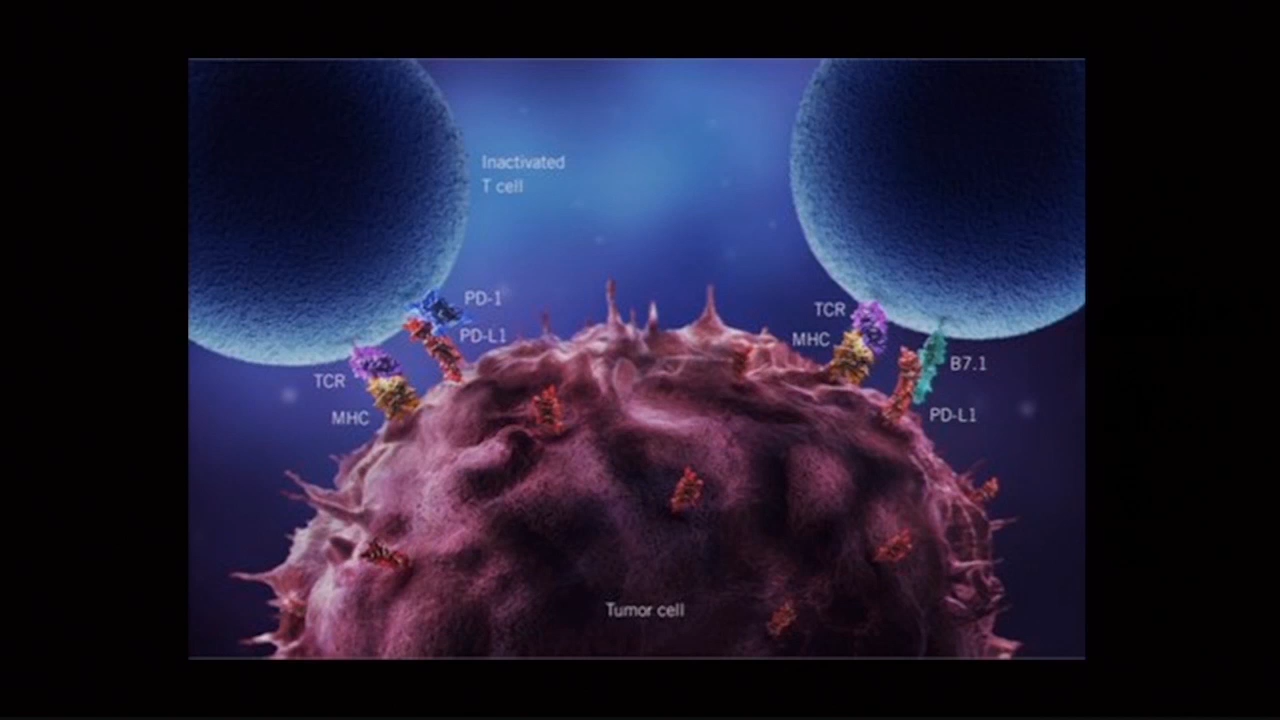 Inactivated
T cell
PD-1
PD-L1
TCR
MHC
TCR
MHC
B7.1
PD-L1
Tumor cell